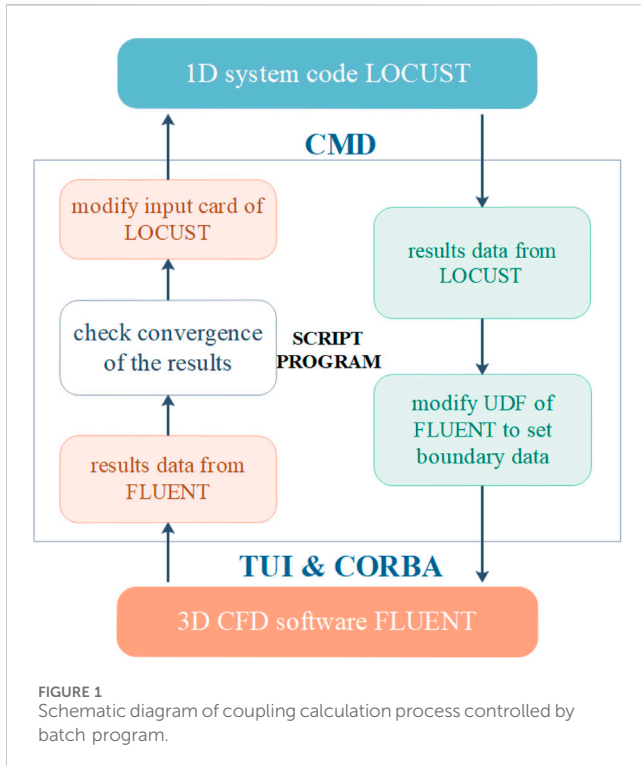 1D system code LOCUST
CMD
modify input card of
LOCUST
results data from
LOCUST
check convergence
of the results
SCRIPT
PROGRAM
modify UDF of
FLUENT to set
boundary data
results data from
FLUENT
TUI & CORBA
3D CFD software FLUENT
FIGURE 1
Schematic diagram of coupling calculation process controlled by
batch program.